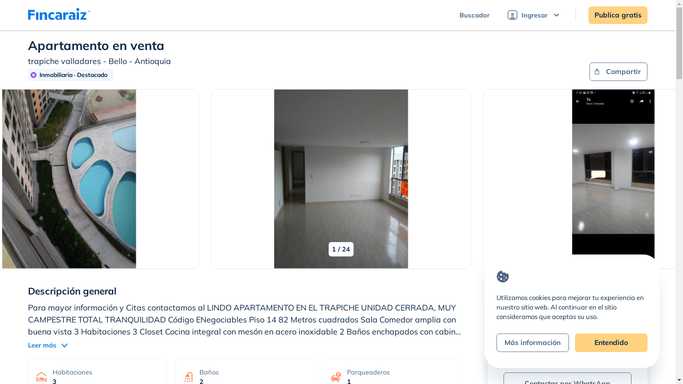 Fincaraiz
Buscador
Ingresar
Publica gratis
Apartamento en venta
trapiche valladares - Bello - Antioquia
Inmobiliaria - Destacado
Compartir
1 / 24
Descripción general
Para mayor información y Citas contactamos al LINDO APARTAMENTO EN EL TRAPICHE UNIDAD CERRADA, MUY
CAMPESTRE TOTAL TRANQUILIDAD Código ENegociables Piso 14 82 Metros cuadrados Sala Comedor amplia con
buena vista 3 Habitaciones 3 Closet Cocina integral con mesón en acero inoxidable 2 Baños enchapados con cabin...
Leer más
Habitaciones
3
Baños
2
Parqueaderos
1
Utilizamos cookies para mejorar tu experiencia en
nuestro sitio web. Al continuar en el sitio
consideramos que aceptas su uso.
Más información
Entendido
Contactar por WhatsApp